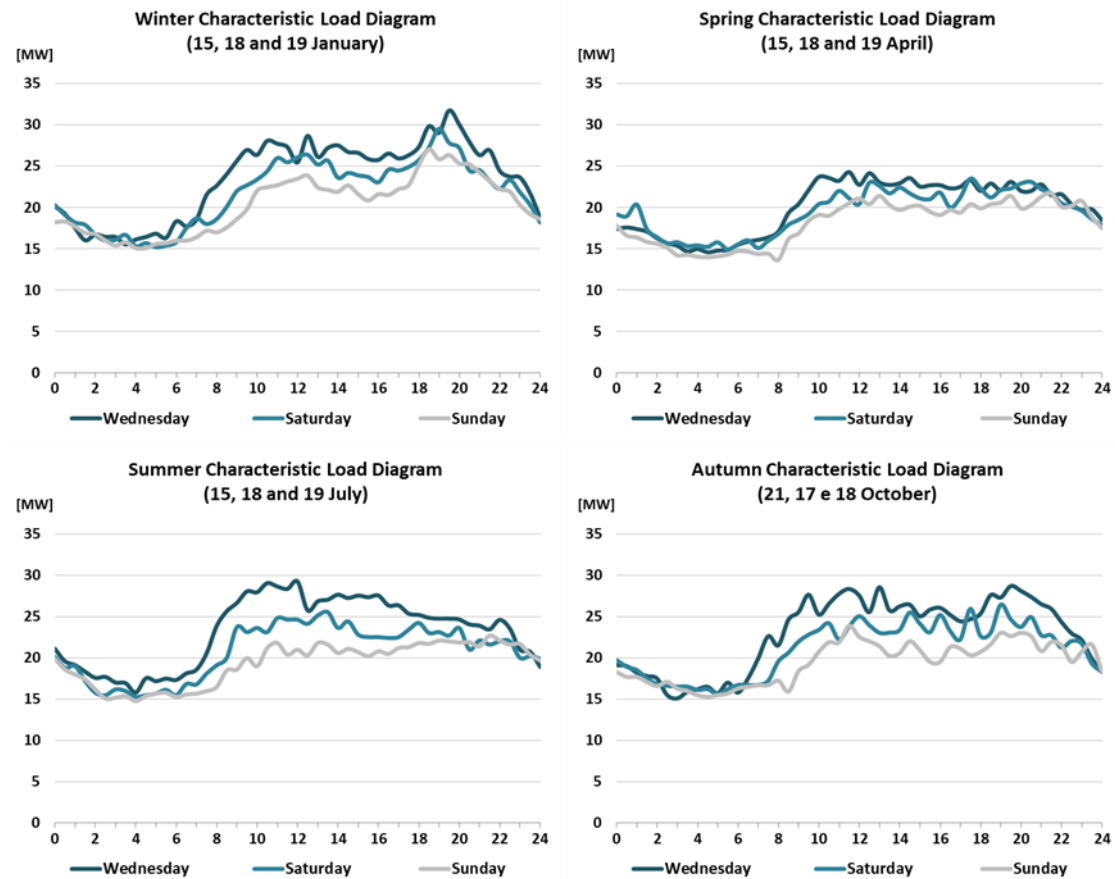 Winter Characteristic Load Diagram
(15, 18 and 19 January)
[MW]
35
30
25
20
15
10
5
0
0 2 4 6 8 10 12 14 16 18 20 22 24
Wednesday Saturday Sunday
Spring Characteristic Load Diagram
(15, 18 and 19 April)
[MW]
35
30
25
20
15
10
5
0
0 2 4 6 8 10 12 14 16 18 20 22 24
Wednesday Saturday Sunday
Summer Characteristic Load Diagram
(15, 18 and 19 July)
[MW]
35
30
25
20
15
10
5
0
0 2 4 6 8 10 12 14 16 18 20 22 24
Wednesday Saturday Sunday
Autumn Characteristic Load Diagram
(21, 17 e 18 October)
[MW]
35
30
25
20
15
10
5
0
0 2 4 6 8 10 12 14 16 18 20 22 24
Wednesday Saturday Sunday